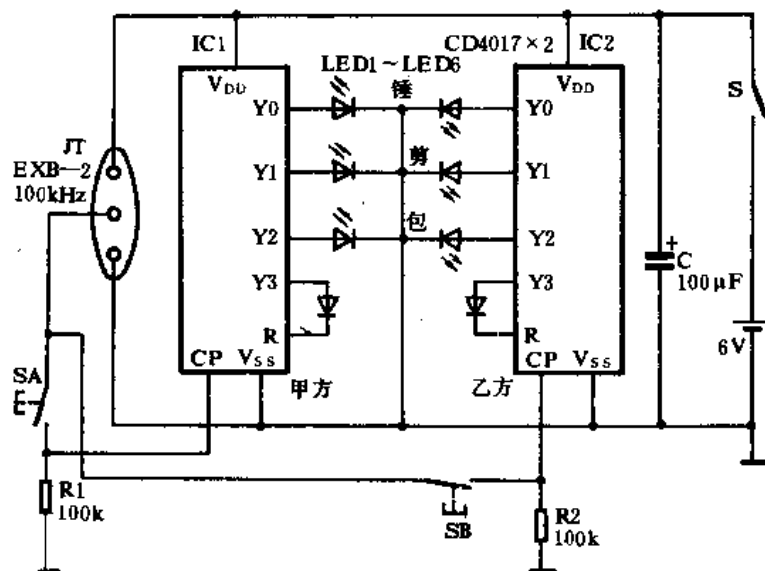 IC1
CD4017×2
IC2
VDD
LED1～LED6
VDD
锤
Y0
Y0
S
JT
EXB—2
100kHz
剪
Y1
Y1
包
Y2
Y2
+
C
100μF
Y3
Y3
R
R
6V
SA
CP
VSS
甲方
乙方
CP
VSS
R1
100k
SB
R2
100k